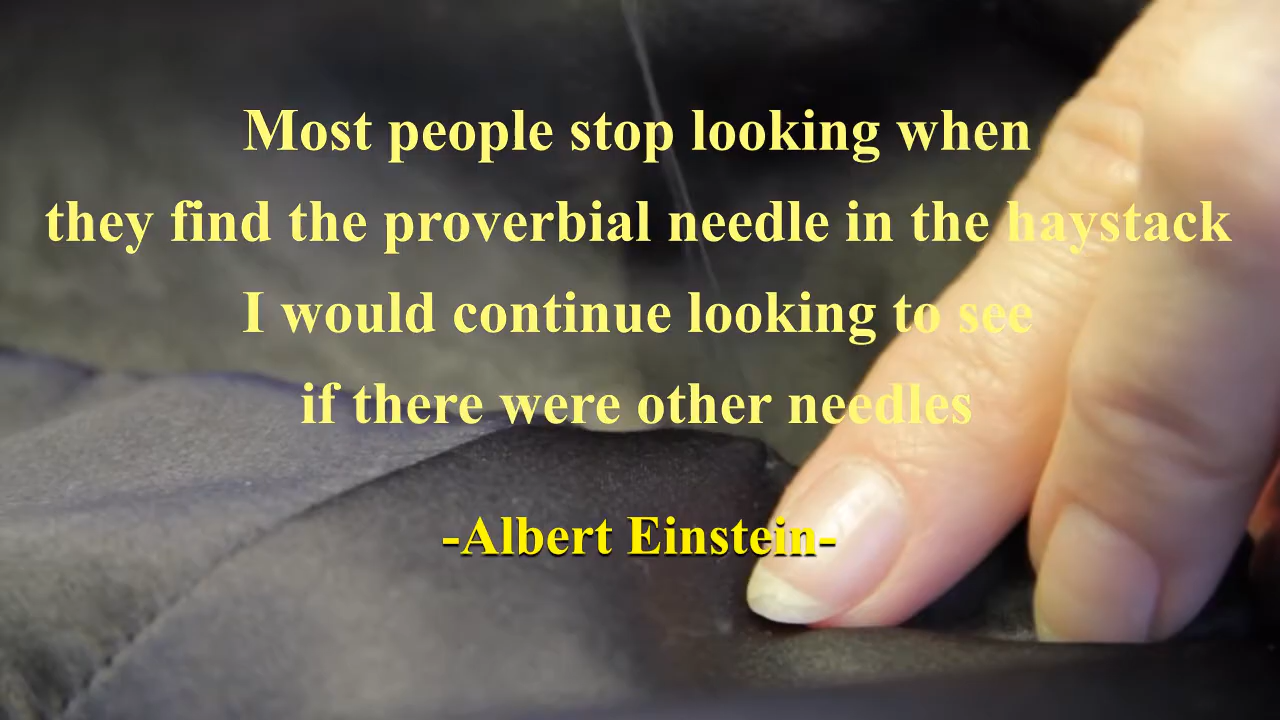 Most people stop looking when
they find the proverbial needle in the haystack
I would continue looking to see
if there were other needles
-Albert Einstein-